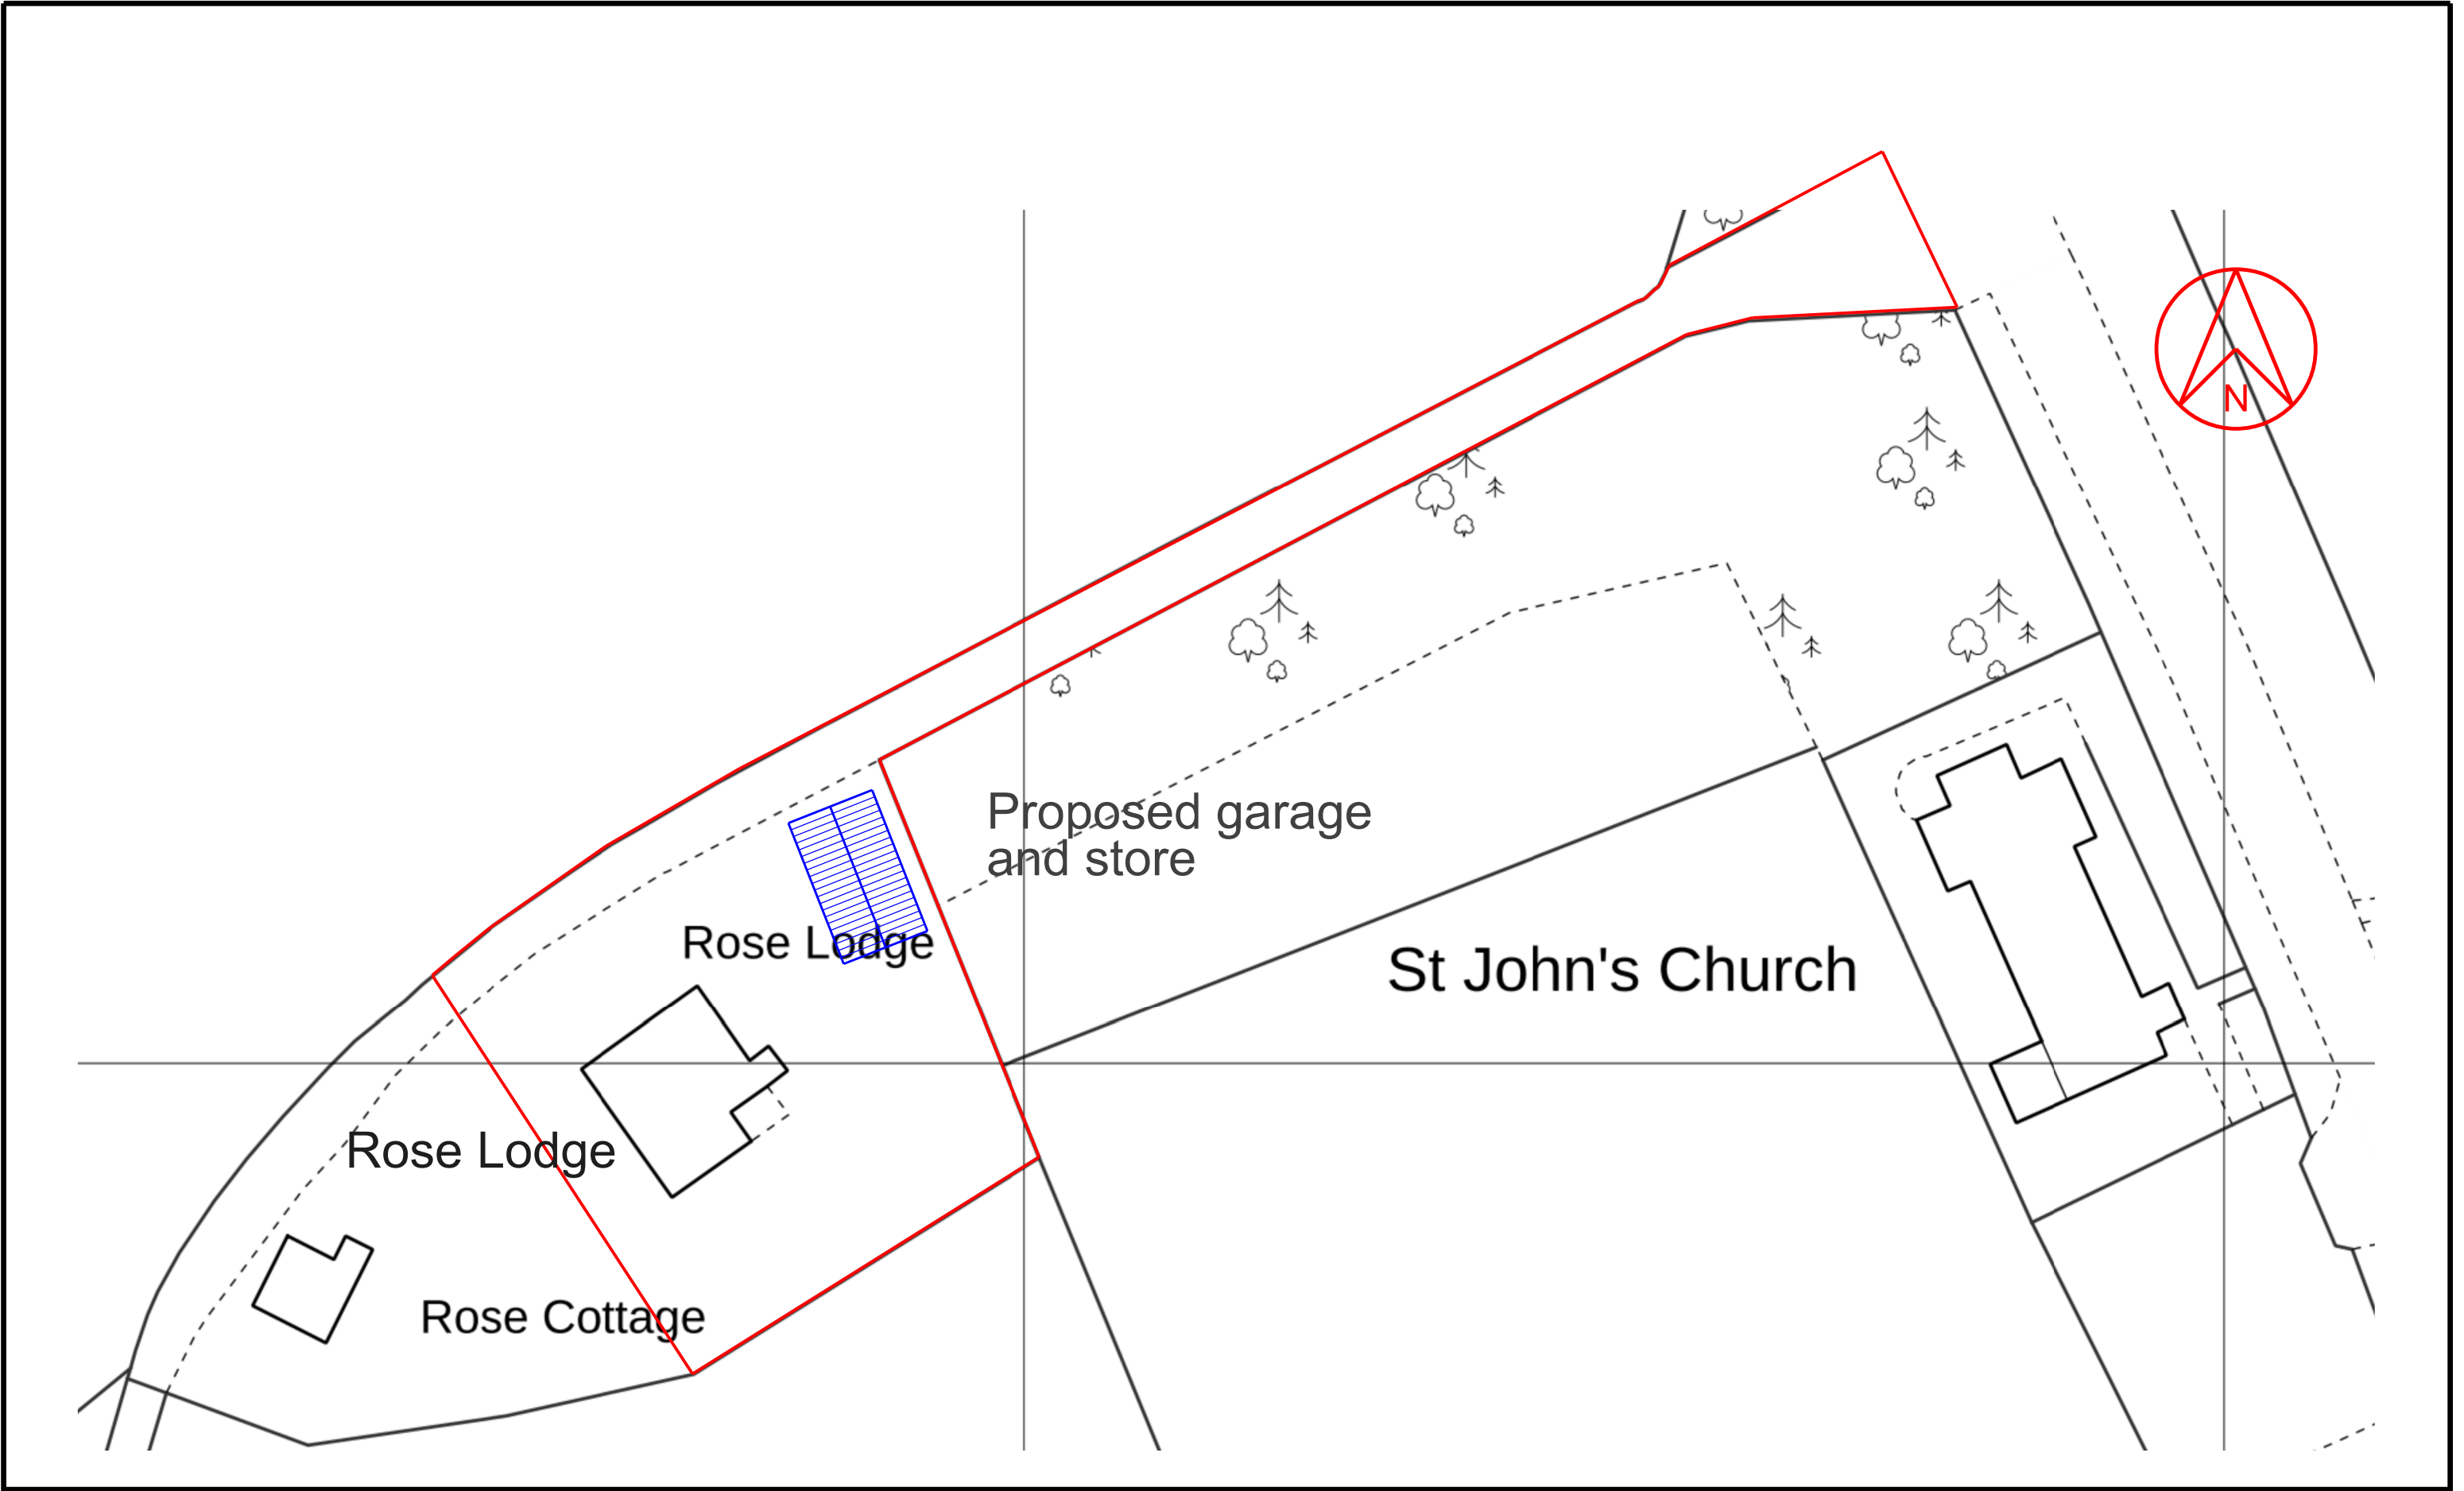 N
Proposed garage
and store
Rose Lodge
St John's Church
Rose Lodge
Rose Cottage